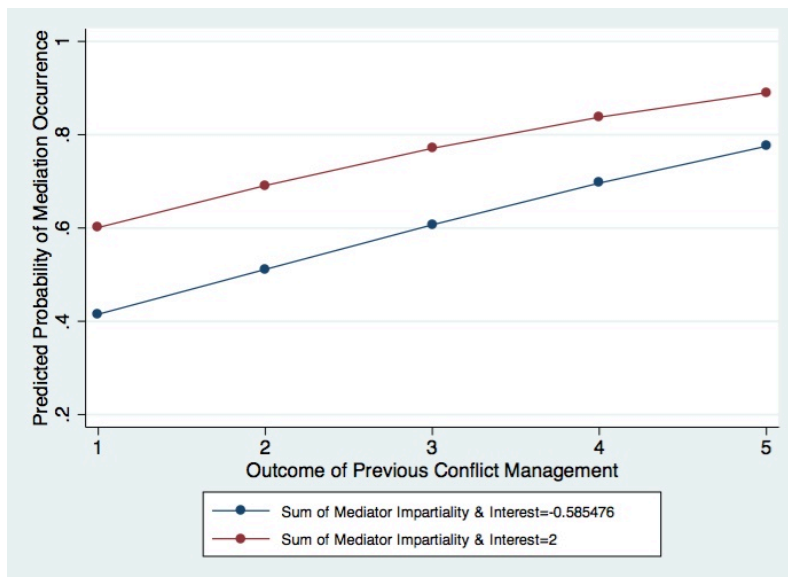 Predicted Probability of Mediation Occurrence
1
.8
.6
.4
.2
1 2 3 4 5
Outcome of Previous Conflict Management
Sum of Mediator Impartiality & Interest=-0.585476
Sum of Mediator Impartiality & Interest=2